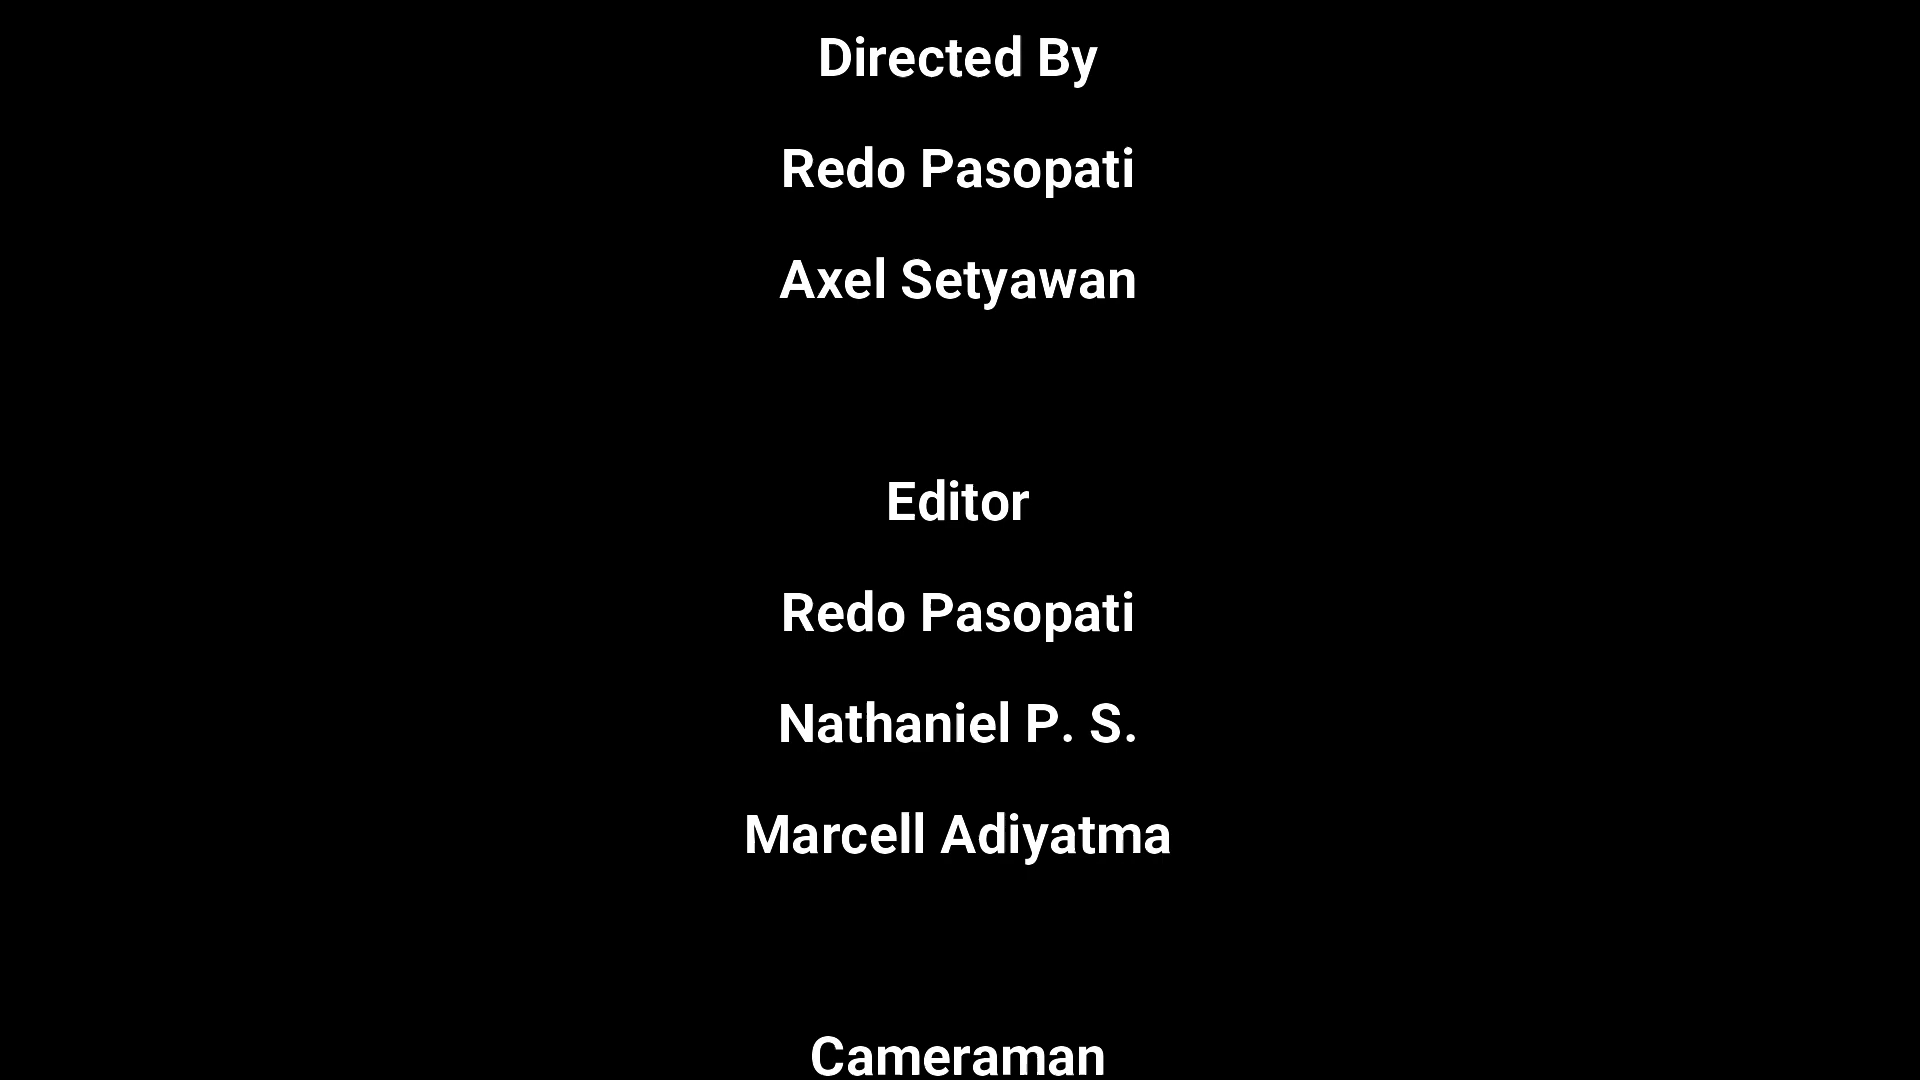 Directed By
Redo Pasopati
Axel Setyawan
Editor
Redo Pasopati
Nathaniel P. S.
Marcell Adiyatma
Cameraman